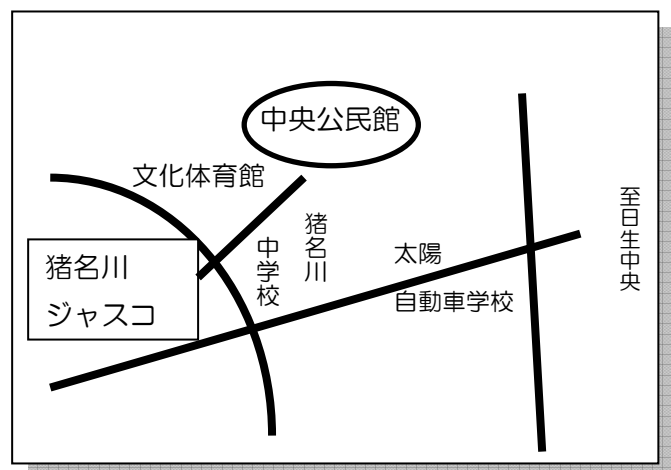 中央公民館
文化体育館
猪名川
中学校
太陽
自動車学校
至日生中央
猪名川
ジャスコ